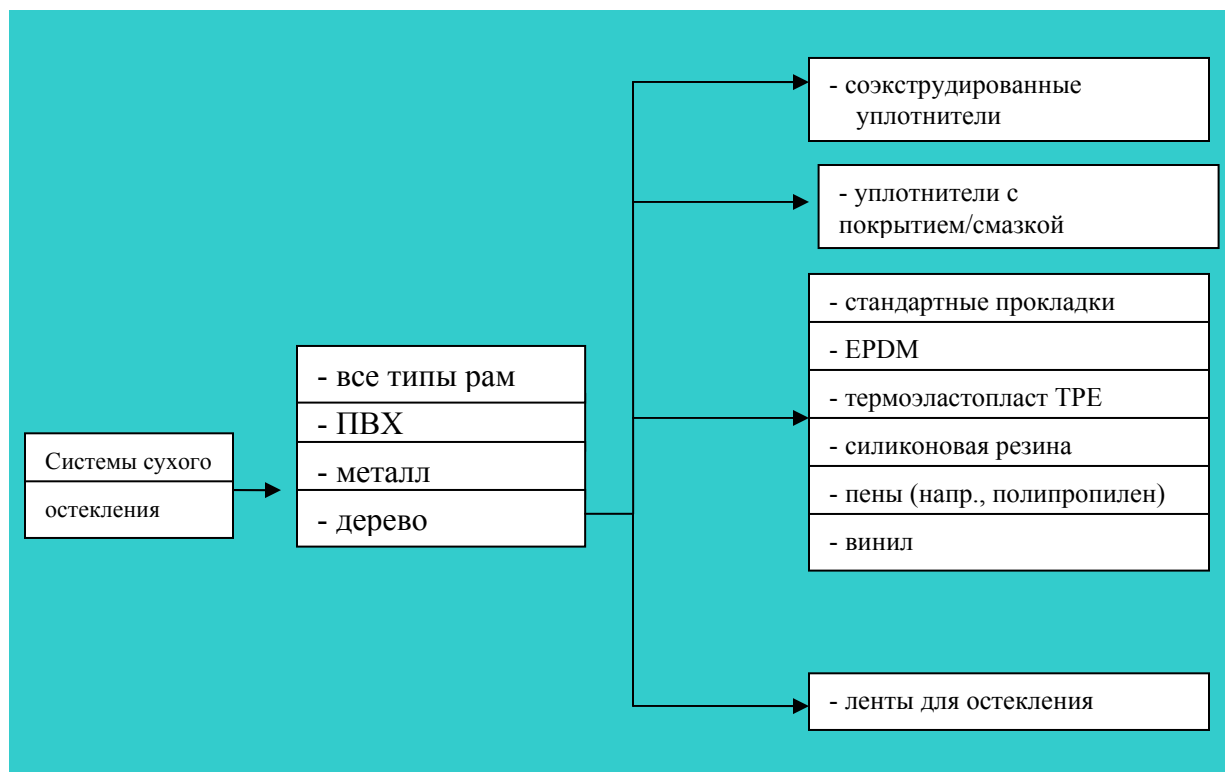 Системы сухого
остекления
- все типы рам
- ПВХ
- металл
- дерево
- соэкструдированные
уплотнители
- уплотнители с
покрытием/смазкой
- стандартные прокладки
- EPDM
- термоэластопласт TPE
- силиконовая резина
- пены (напр., полипропилен)
- винил
- ленты для остекления